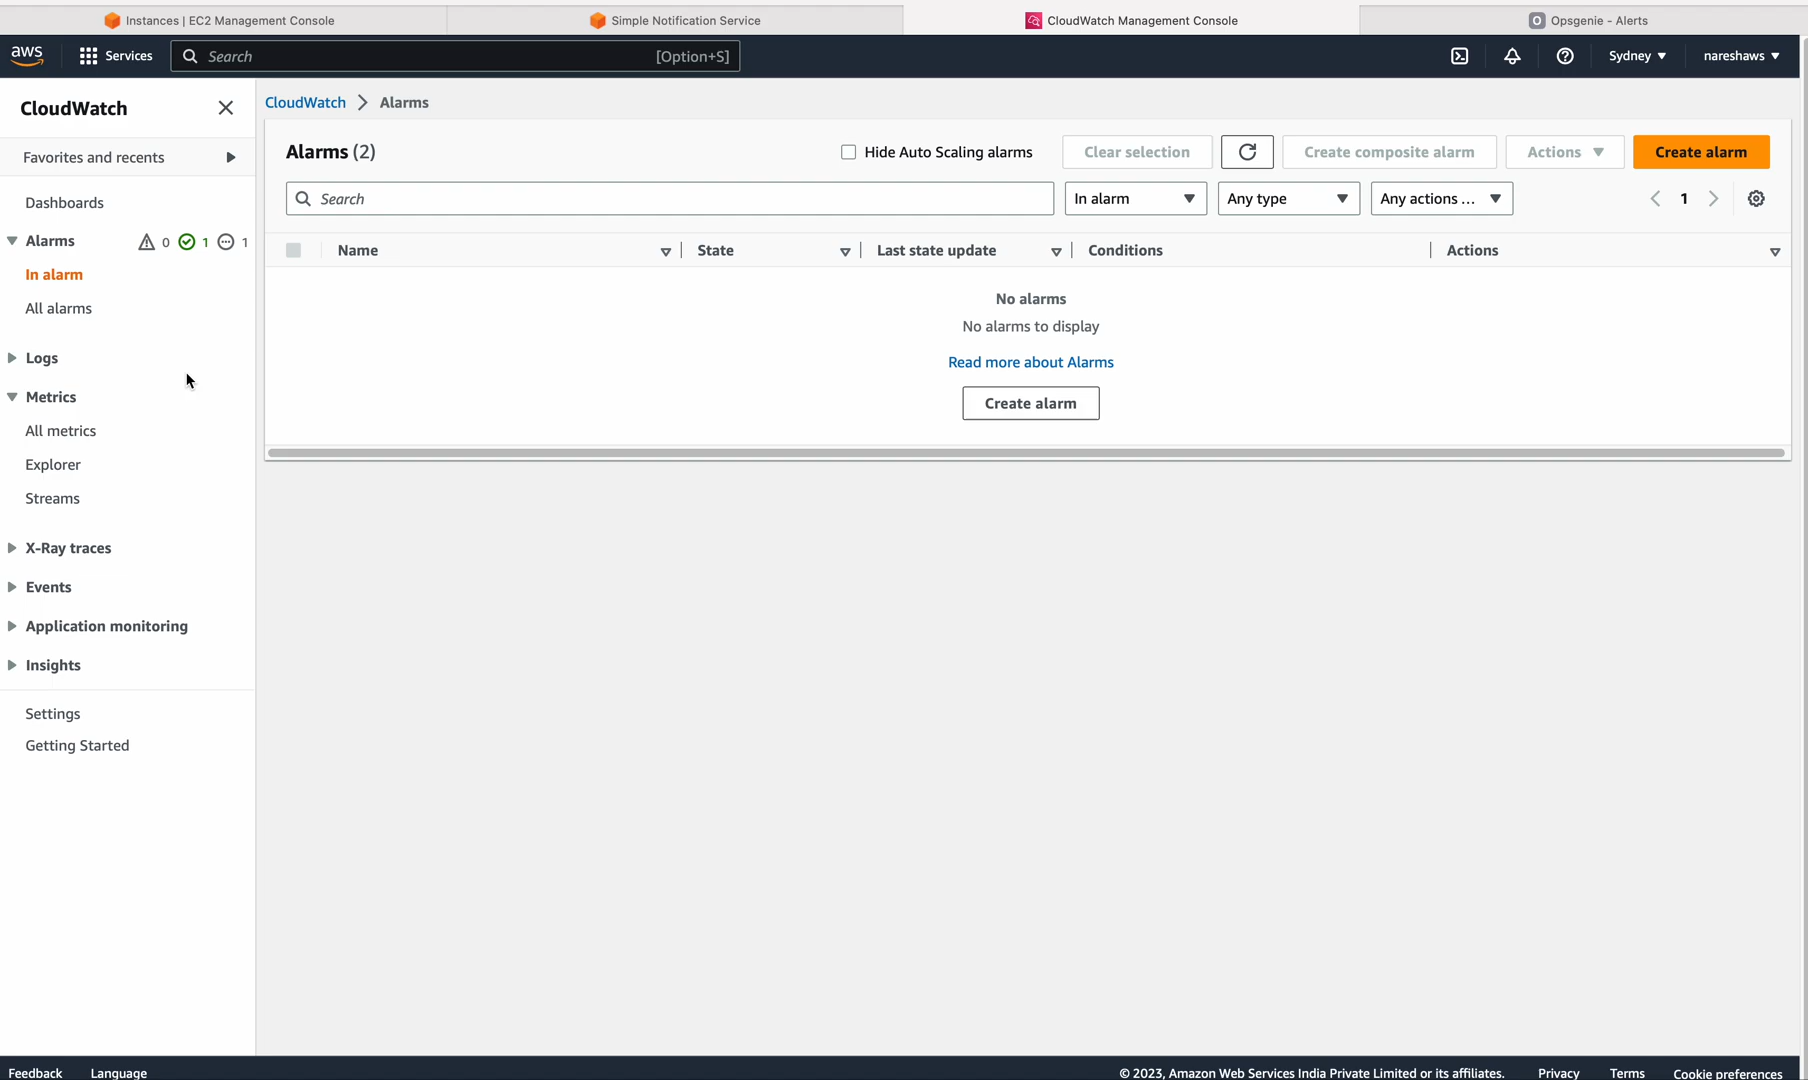 Instances | EC2 Management Console
Simple Notification Service
CloudWatch Management Console
Opsgenie - Alerts
aws
Services
Search
[Option+S]
Sydney
nareshaws
CloudWatch
Favorites and recents
Dashboards
Alarms 0 1 1
In alarm
All alarms
Logs
Metrics
All metrics
Explorer
Streams
X-Ray traces
Events
Application monitoring
Insights
Settings
Getting Started
CloudWatch > Alarms
Alarms (2)
Hide Auto Scaling alarms
Clear selection
Create composite alarm
Actions
Create alarm
Search
In alarm
Any type
Any actions ...
1
Name
State
Last state update
Conditions
Actions
No alarms
No alarms to display
Read more about Alarms
Create alarm
Feedback
Language
© 2023, Amazon Web Services India Private Limited or its affiliates.
Privacy
Terms
Cookie preferences